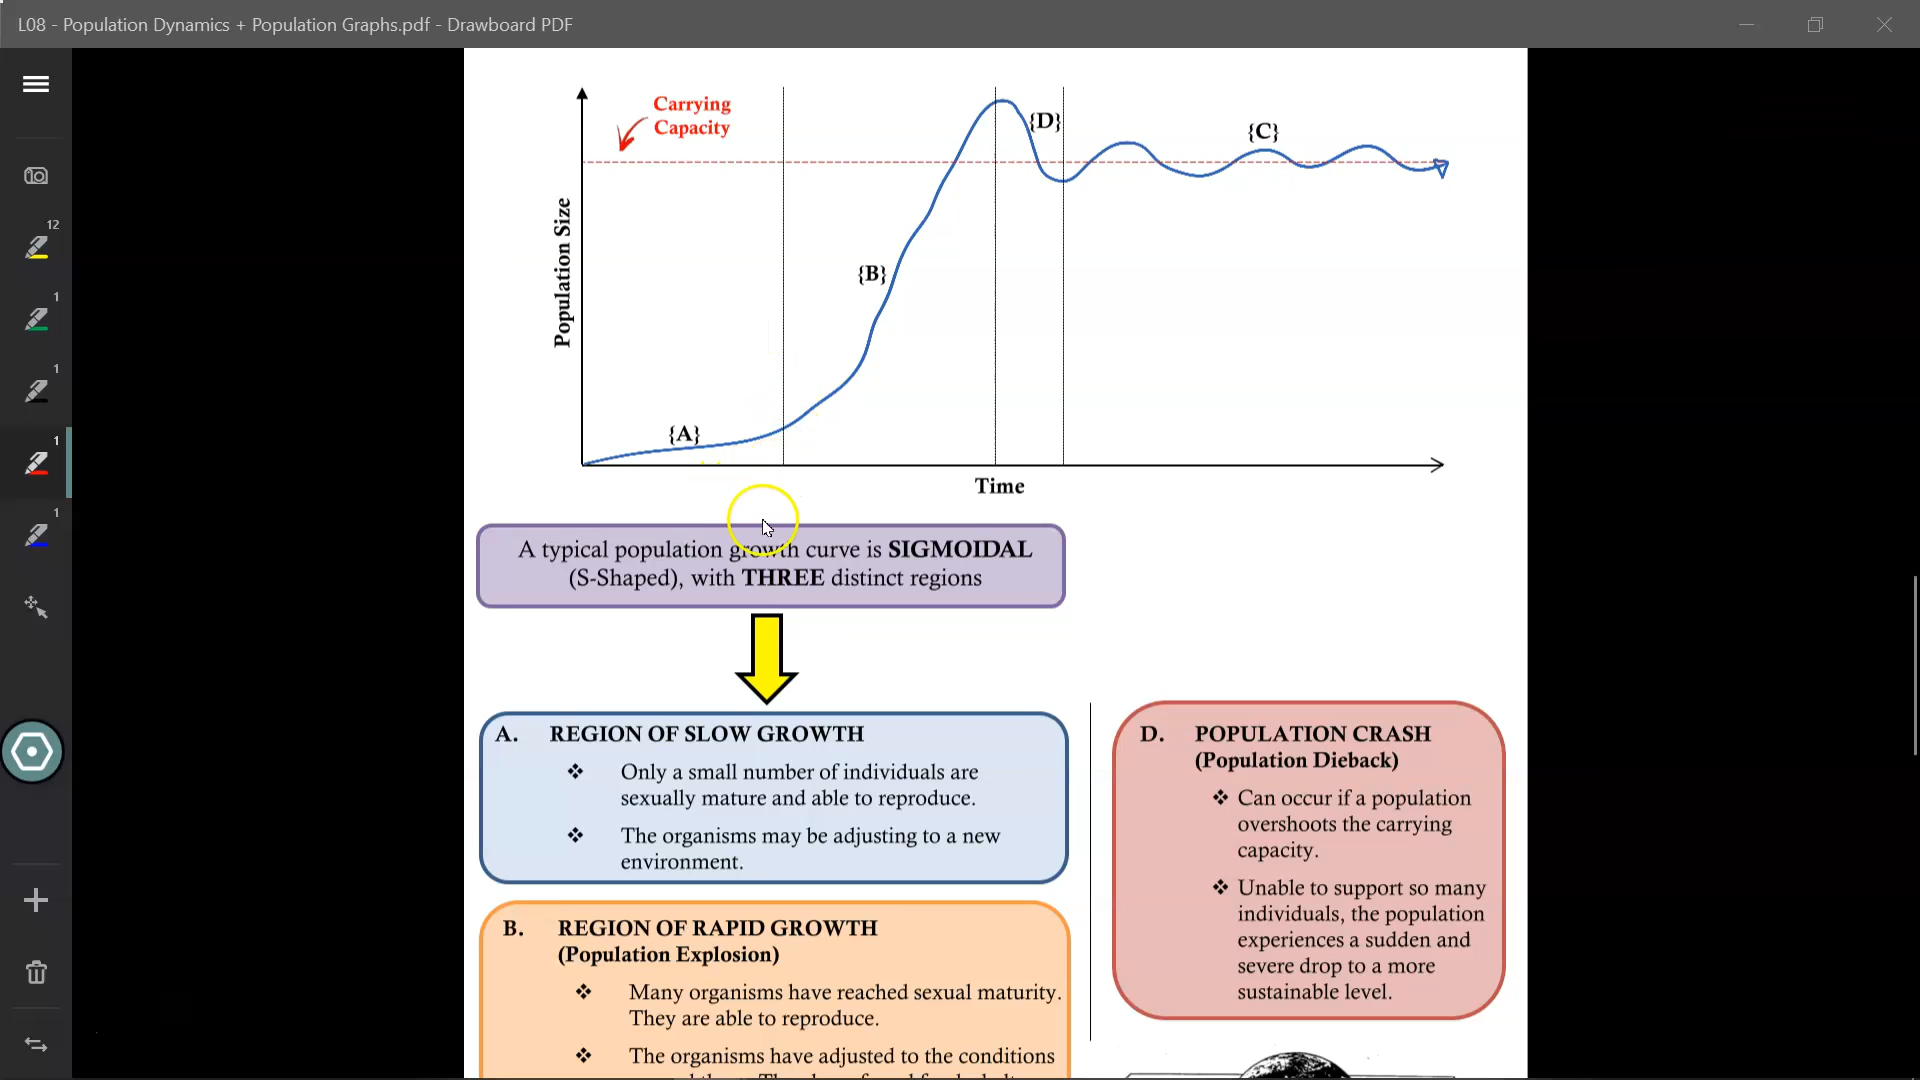 L08 - Population Dynamics + Population Graphs.pdf - Drawboard PDF
12
1
1
1
1
Carrying
Capacity
{D}
{C}
Population Size
{B}
{A}
Time
A typical population growth curve is SIGMOIDAL
(S-Shaped), with THREE distinct regions
A. REGION OF SLOW GROWTH
❖ Only a small number of individuals are
sexually mature and able to reproduce.
❖ The organisms may be adjusting to a new
environment.
B. REGION OF RAPID GROWTH
(Population Explosion)
❖ Many organisms have reached sexual maturity.
They are able to reproduce.
❖ The organisms have adjusted to the conditions
D. POPULATION CRASH
(Population Dieback)
❖ Can occur if a population
overshoots the carrying
capacity.
❖ Unable to support so many
individuals, the population
experiences a sudden and
severe drop to a more
sustainable level.